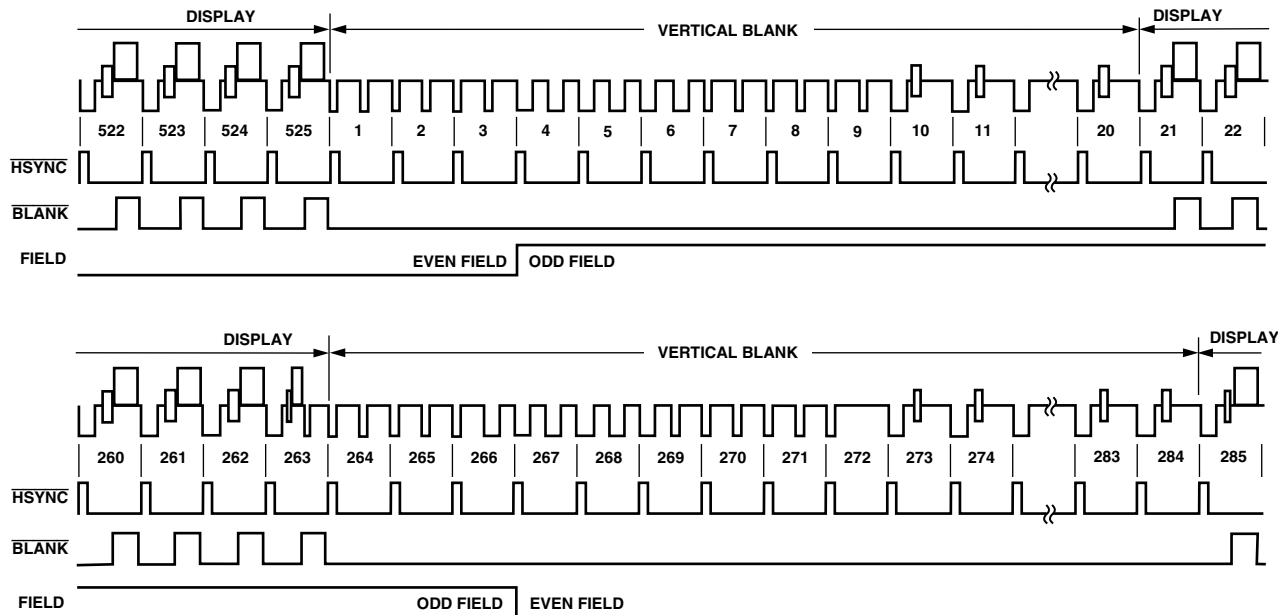 DISPLAY VERTICAL BLANK DISPLAY
522 523 524 525 1 2 3 4 5 6 7 8 9 10 11 20 21 22
HSYNC
BLANK
FIELD EVEN FIELD ODD FIELD
DISPLAY VERTICAL BLANK DISPLAY
260 261 262 263 264 265 266 267 268 269 270 271 272 273 274 283 284 285
HSYNC
BLANK
FIELD ODD FIELD EVEN FIELD